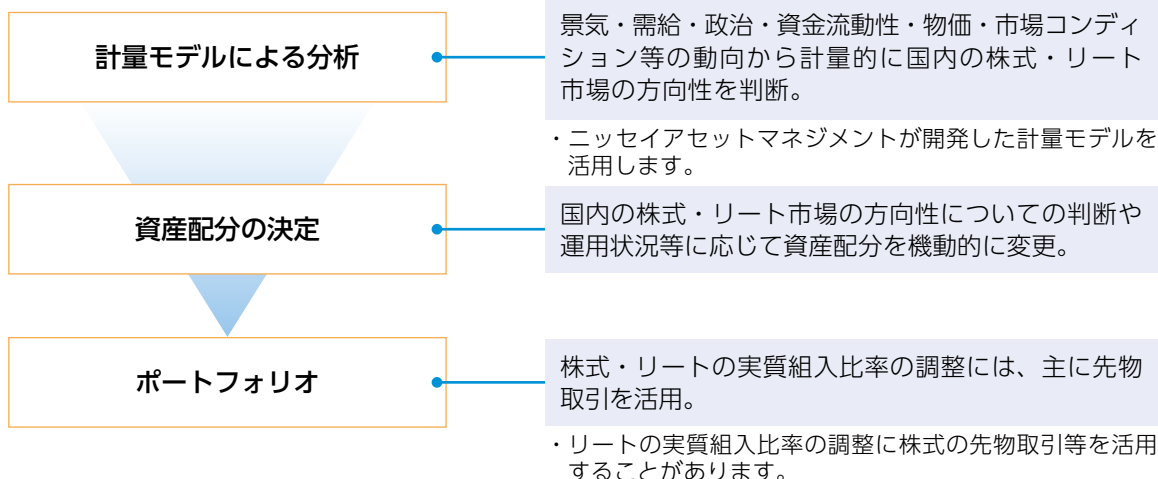 計量モデルによる分析
景気・需給・政治・資金流動性・物価・市場コンディ
ション等の動向から計量的に国内の株式・リート
市場の方向性を判断。
・ニッセイアセットマネジメントが開発した計量モデルを
活用します。
資産配分の決定
国内の株式・リート市場の方向性についての判断や
運用状況等に応じて資産配分を機動的に変更。
ポートフォリオ
株式・リートの実質組入比率の調整には、主に先物
取引を活用。
・リートの実質組入比率の調整に株式の先物取引等を活用
することがあります。